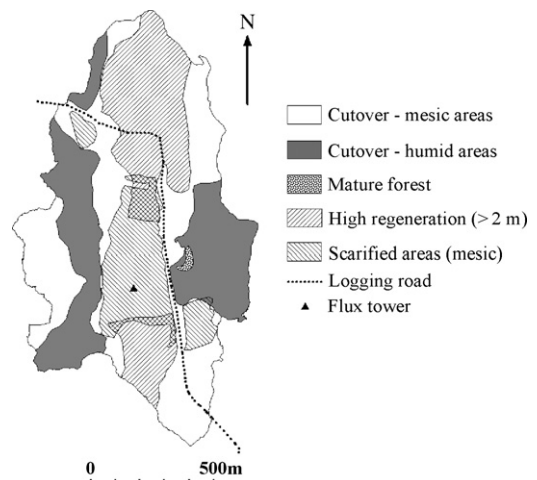 N
Cutover - mesic areas
Cutover - humid areas
Mature forest
High regeneration (> 2 m)
Scarified areas (mesic)
Logging road
Flux tower
0 500m